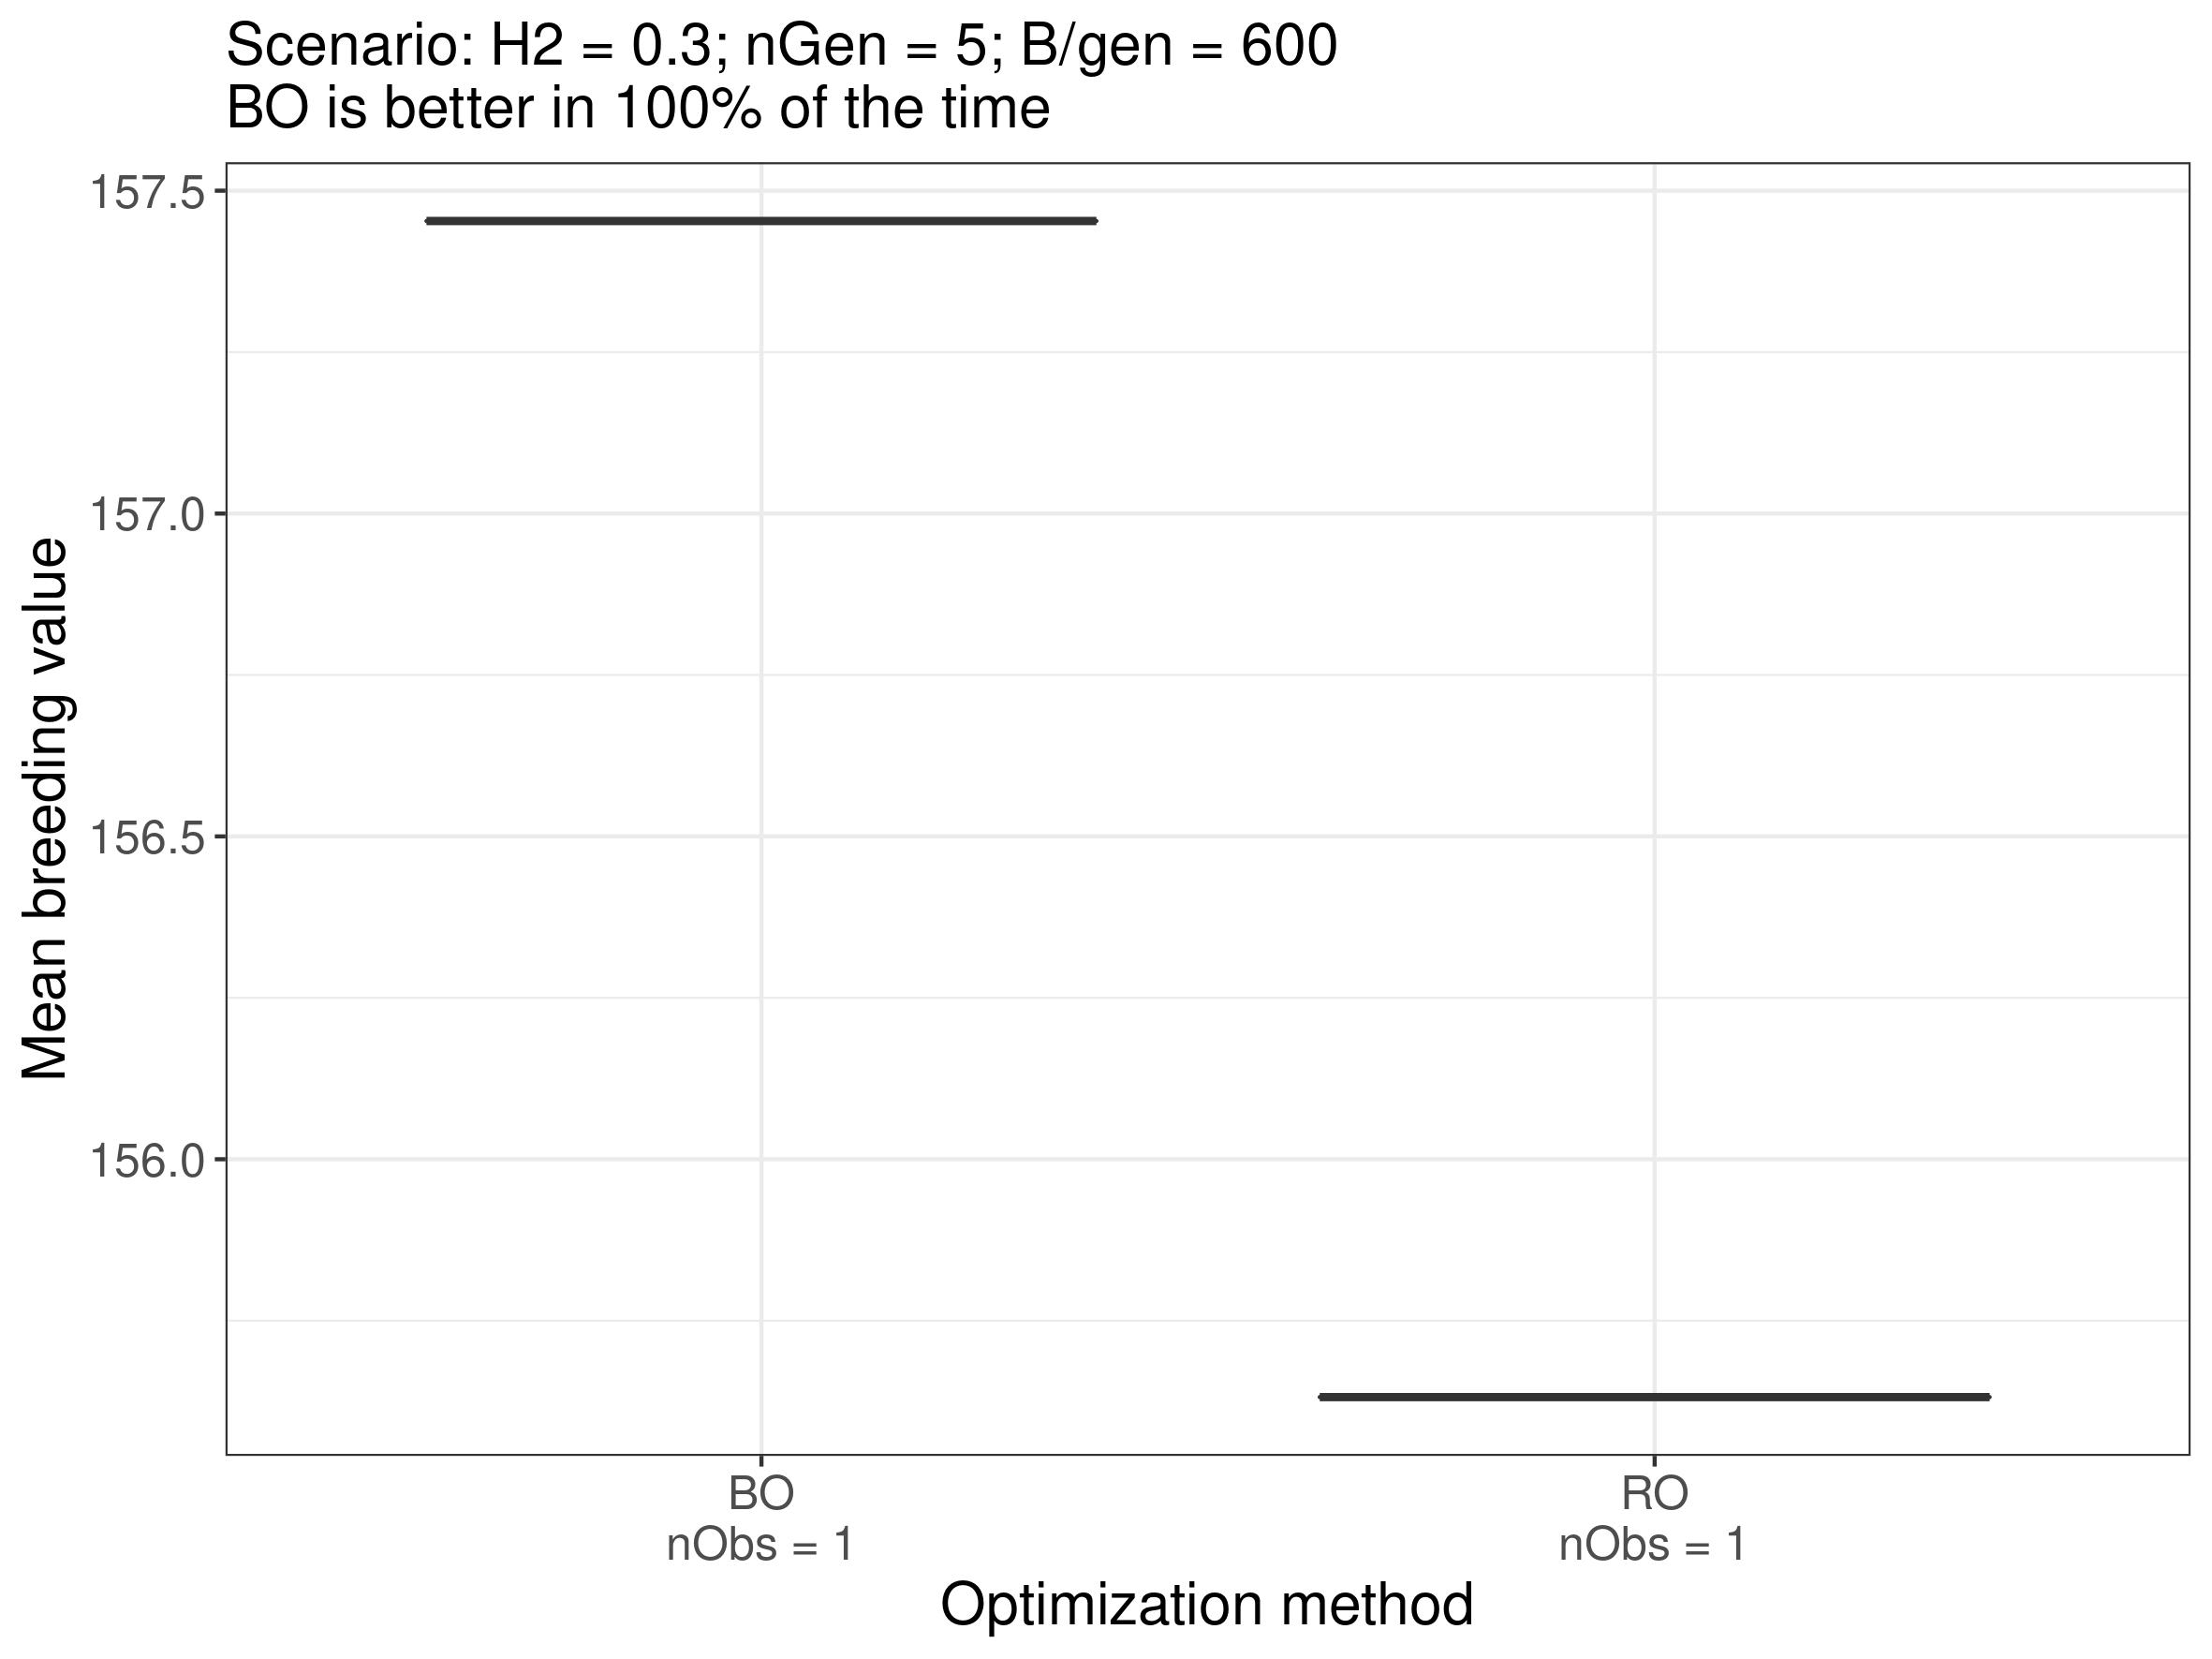 Scenario: H2 = 0.3; nGen = 5; B/gen = 600
BO is better in 100% of the time
157.5
157.0
156.5
156.0
Mean breeding value
BO
nObs = 1
RO
nObs = 1
Optimization method